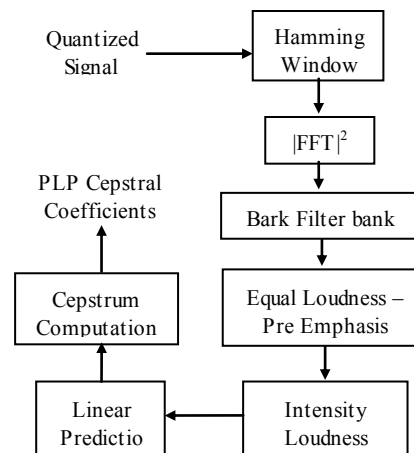 Quantized
Signal
Hamming
Window
|FFT|²
Bark Filter bank
Equal Loudness –
Pre Emphasis
Intensity
Loudness
Linear
Predictio
Cepstrum
Computation
PLP Cepstral
Coefficients